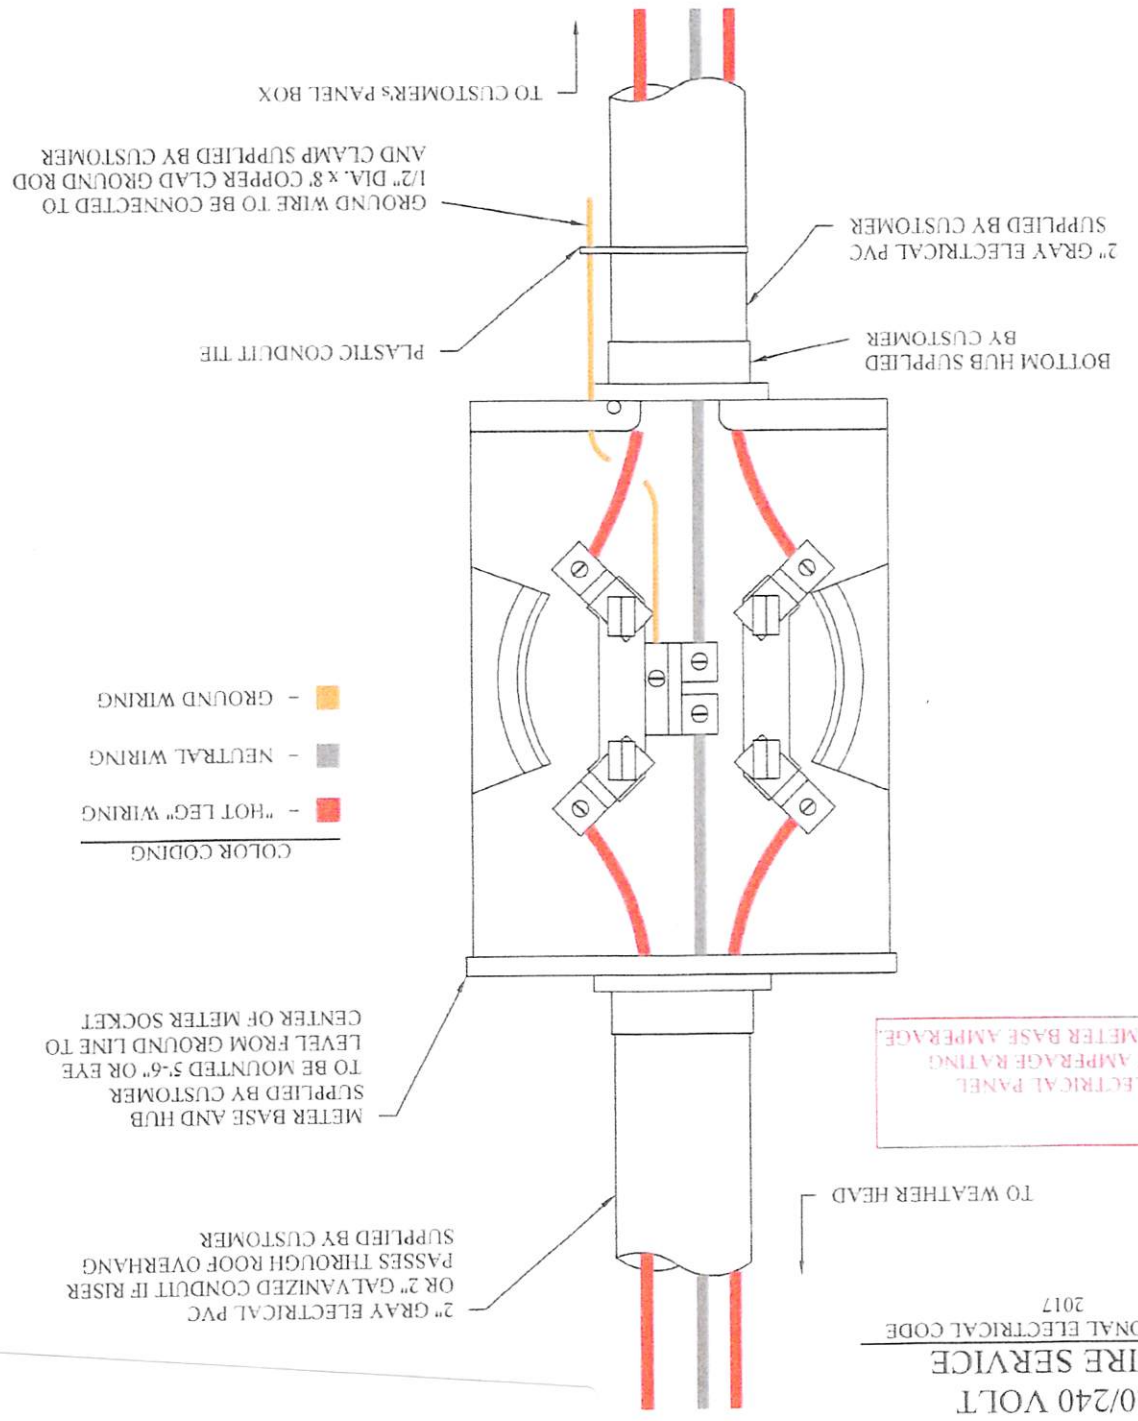 0/240 VOLT
IRE SERVICE
ONAL ELECTRICAL CODE
2017
TO WEATHER HEAD
2" GRAY ELECTRICAL PVC
OR 2" GALVANIZED CONDUIT IF RISER
PASSES THROUGH ROOF OVERHANG
SUPPLIED BY CUSTOMER
ECTRICAL PANEL
AMPERAGE RATING
METER BASE AMPERAGE.
METER BASE AND HUB
SUPPLIED BY CUSTOMER
TO BE MOUNTED 5'-6" OR EYE
LEVEL FROM GROUND LINE TO
CENTER OF METER SOCKET
COLOR CODING
- "HOT LEG" WIRING
- NEUTRAL WIRING
- GROUND WIRING
BOTTOM HUB SUPPLIED
BY CUSTOMER
PLASTIC CONDUIT TIE
2" GRAY ELECTRICAL PVC
SUPPLIED BY CUSTOMER
GROUND WIRE TO BE CONNECTED TO
1/2" DIA. x 8' COPPER CLAD GROUND ROD
AND CLAMP SUPPLIED BY CUSTOMER
TO CUSTOMER's PANEL BOX